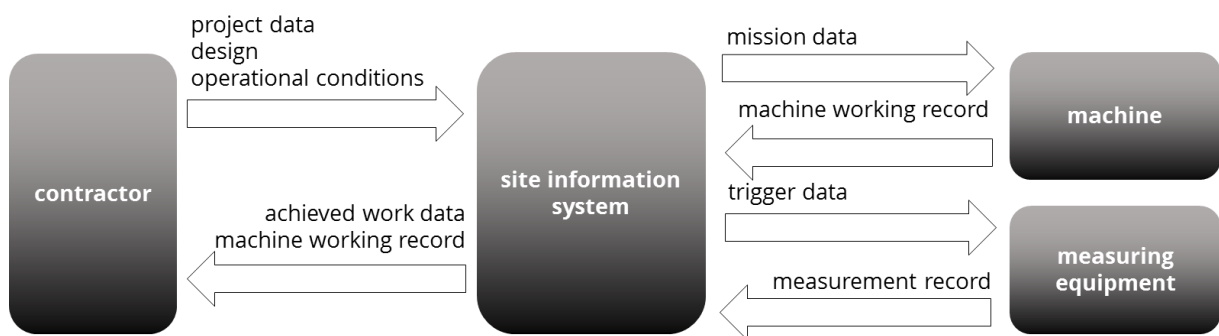 project data
design
operational conditions
contractor
achieved work data
machine working record
site information
system
mission data
machine working record
machine
trigger data
measuring
equipment
measurement record